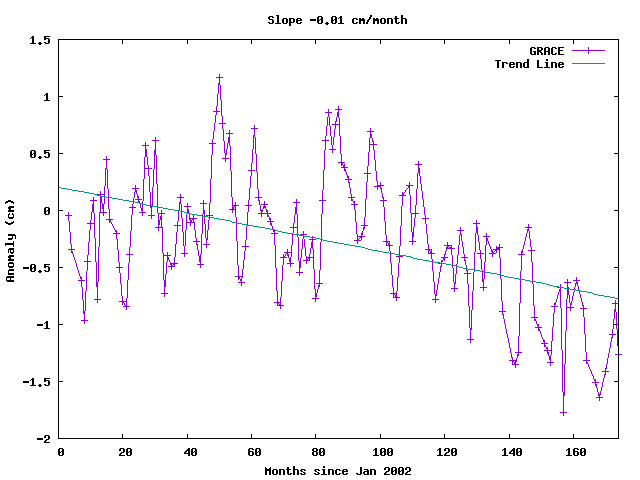 Slope -0.01 cm/month
GRACE
Trend Line
1.5
1
0.5
0
-0.5
-1
-1.5
-2
Anomaly (cm)
0 20 40 60 80 100 120 140 160
Months since Jan 2002